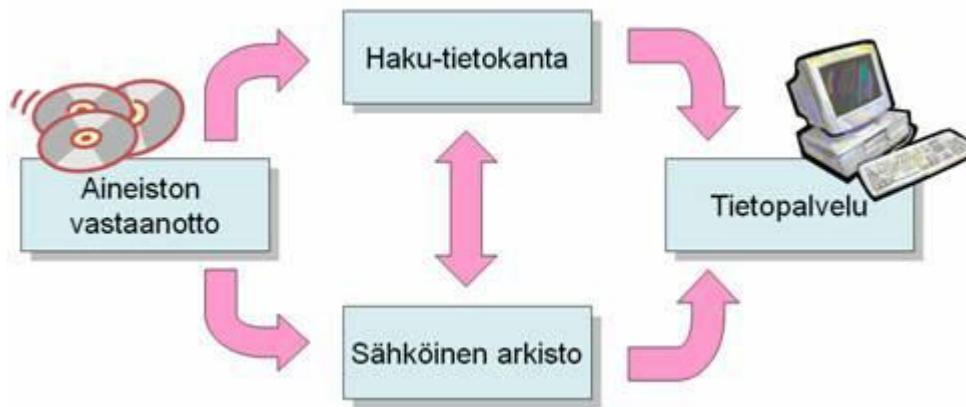 Haku-tietokanta
Aineiston
vastaanotto
Tietopalvelu
Sähköinen arkisto